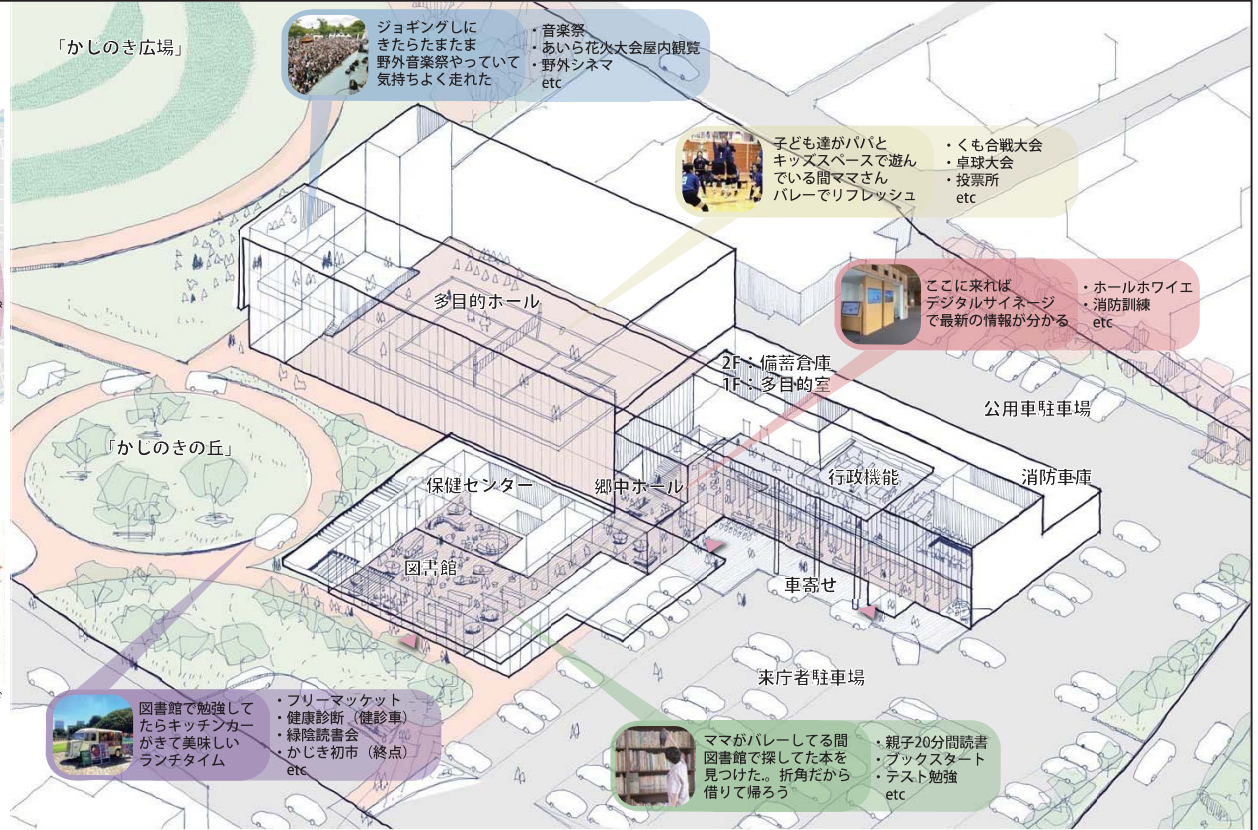 「かしのき広場」
ジョギングしに
きたらたまたま
野外音楽祭やっていて
気持ちよく走れた
・音楽祭
・あいら花火大会屋内観覧
・野外シネマ
etc
子ども達がパパと
キッズスペースで遊ん
でいる間ママさん
バレーでリフレッシュ
・くも合戦大会
・卓球大会
・投票所
etc
ここに来れば
デジタルサイネージ
で最新の情報が分かる
・ホールホワイエ
・消防訓練
etc
多目的ホール
2F：備蓄倉庫
1F：多目的室
公用車駐車場
「かしのきの丘」
保健センター
郷中ホール
行政機能
消防車庫
図書館
車寄せ
来庁者駐車場
図書館で勉強して
たらキッチンカー
がきて美味しい
ランチタイム
・フリーマッケット
・健康診断（健診車）
・緑陰読書会
・かじき初市（終点）
etc
ママがバレーしてる間
図書館で探してた本を
見つけた。折角だから
借りて帰ろう
・親子20分間読書
・ブックスタート
・テスト勉強
etc